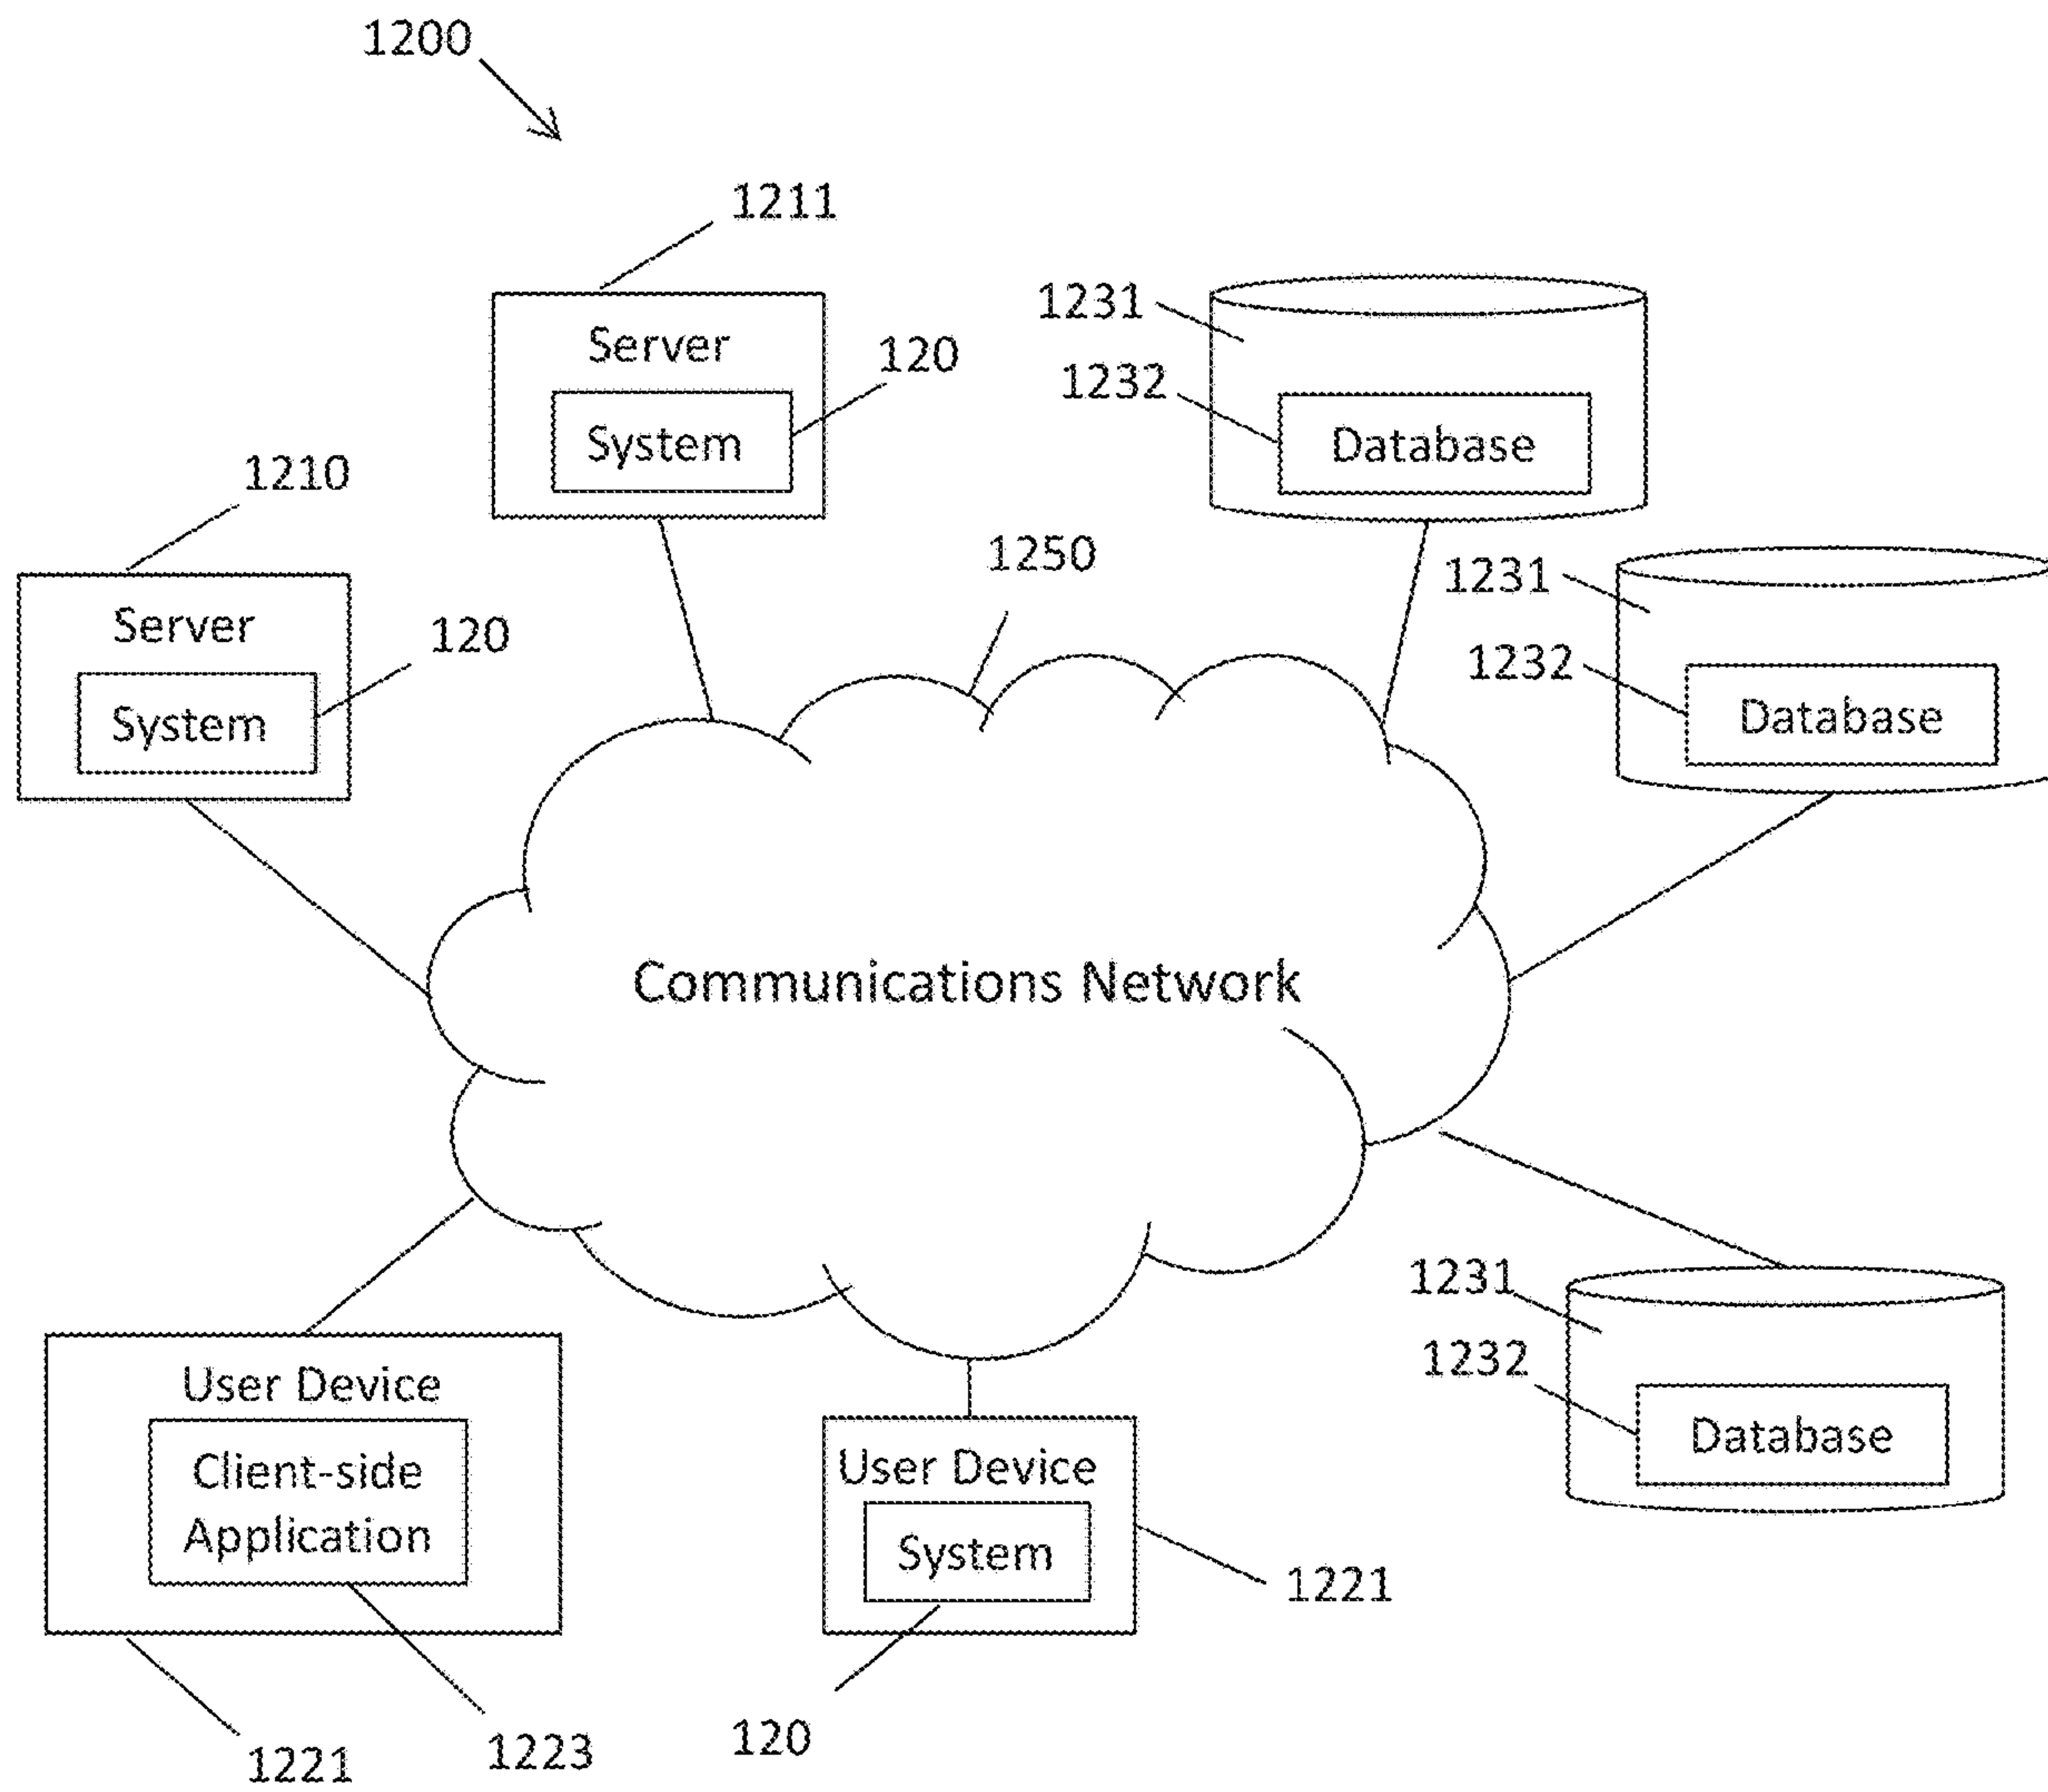 1200
1211
Server
120
System
1231
1232
Database
1210
Server
120
System
1250
1231
1232
Database
Communications Network
1231
1232
Database
User Device
Client-side
Application
1221
1223
User Device
System
1221
120